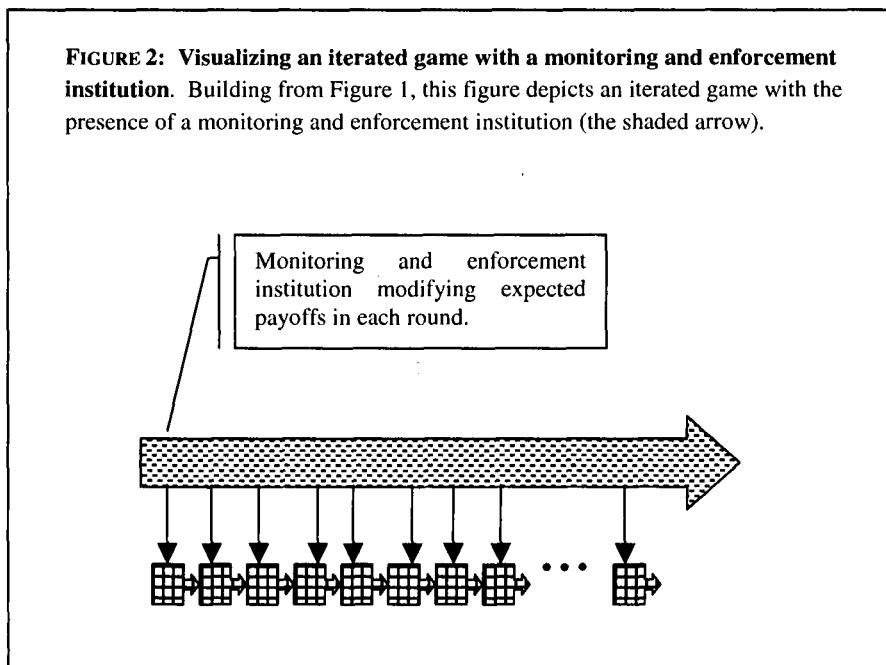 FIGURE 2: Visualizing an iterated game with a monitoring and enforcement
institution. Building from Figure 1, this figure depicts an iterated game with the
presence of a monitoring and enforcement institution (the shaded arrow).
Monitoring and enforcement
institution modifying expected
payoffs in each round.